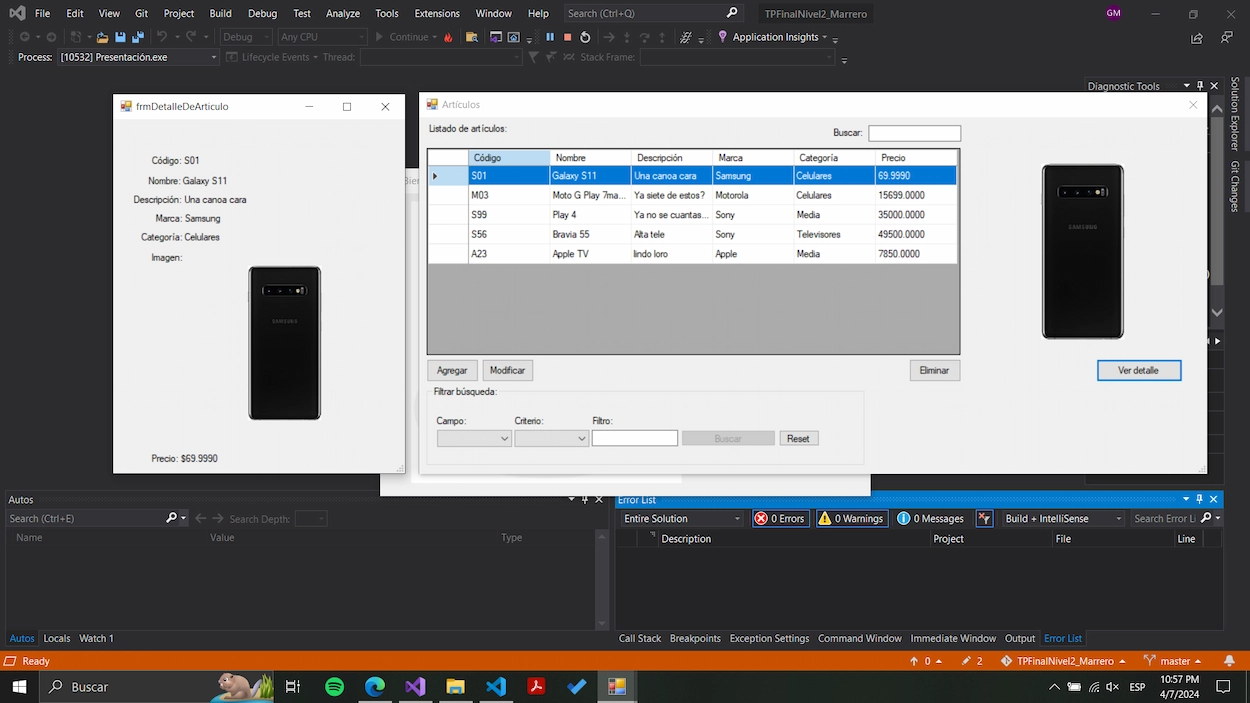 File Edit View Git Project Build Debug Test Analyze Tools Extensions Window Help Search (Ctrl+Q) TPFinalNivel2_Marrero GM
Debug Any CPU Continue Application Insights
Process: [10532] Presentación.exe Lifecycle Events Thread: Stack Frame:
Diagnostic Tools
Solution Explorer
Git Changes
frmDetalleDeArticulo
Código: S01
Nombre: Galaxy S11
Descripción: Una canoa cara
Marca: Samsung
Categoría: Celulares
Imagen:
SAMSUNG
Precio: $69.9990
Bien
Artículos
Listado de artículos:
Buscar:
Código Nombre Descripción Marca Categoría Precio
S01 Galaxy S11 Una canoa cara Samsung Celulares 69.9990
M03 Moto G Play 7ma... Ya siete de estos? Motorola Celulares 15699.0000
S99 Play 4 Ya no se cuantas... Sony Media 35000.0000
S56 Bravia 55 Alta tele Sony Televisores 49500.0000
A23 Apple TV lindo loro Apple Media 7850.0000
SAMSUNG
Agregar Modificar Eliminar Ver detalle
Filtrar búsqueda:
Campo: Criterio: Filtro:
Buscar Reset
Autos
Search (Ctrl+E) Search Depth:
Name Value Type
Autos Locals Watch 1
Error List
Entire Solution 0 Errors 0 Warnings 0 Messages Build + IntelliSense Search Error Li
Description Project File Line
Call Stack Breakpoints Exception Settings Command Window Immediate Window Output Error List
Ready 0 2 TPFinalNivel2_Marrero master
Buscar ESP 10:57 PM
4/7/2024